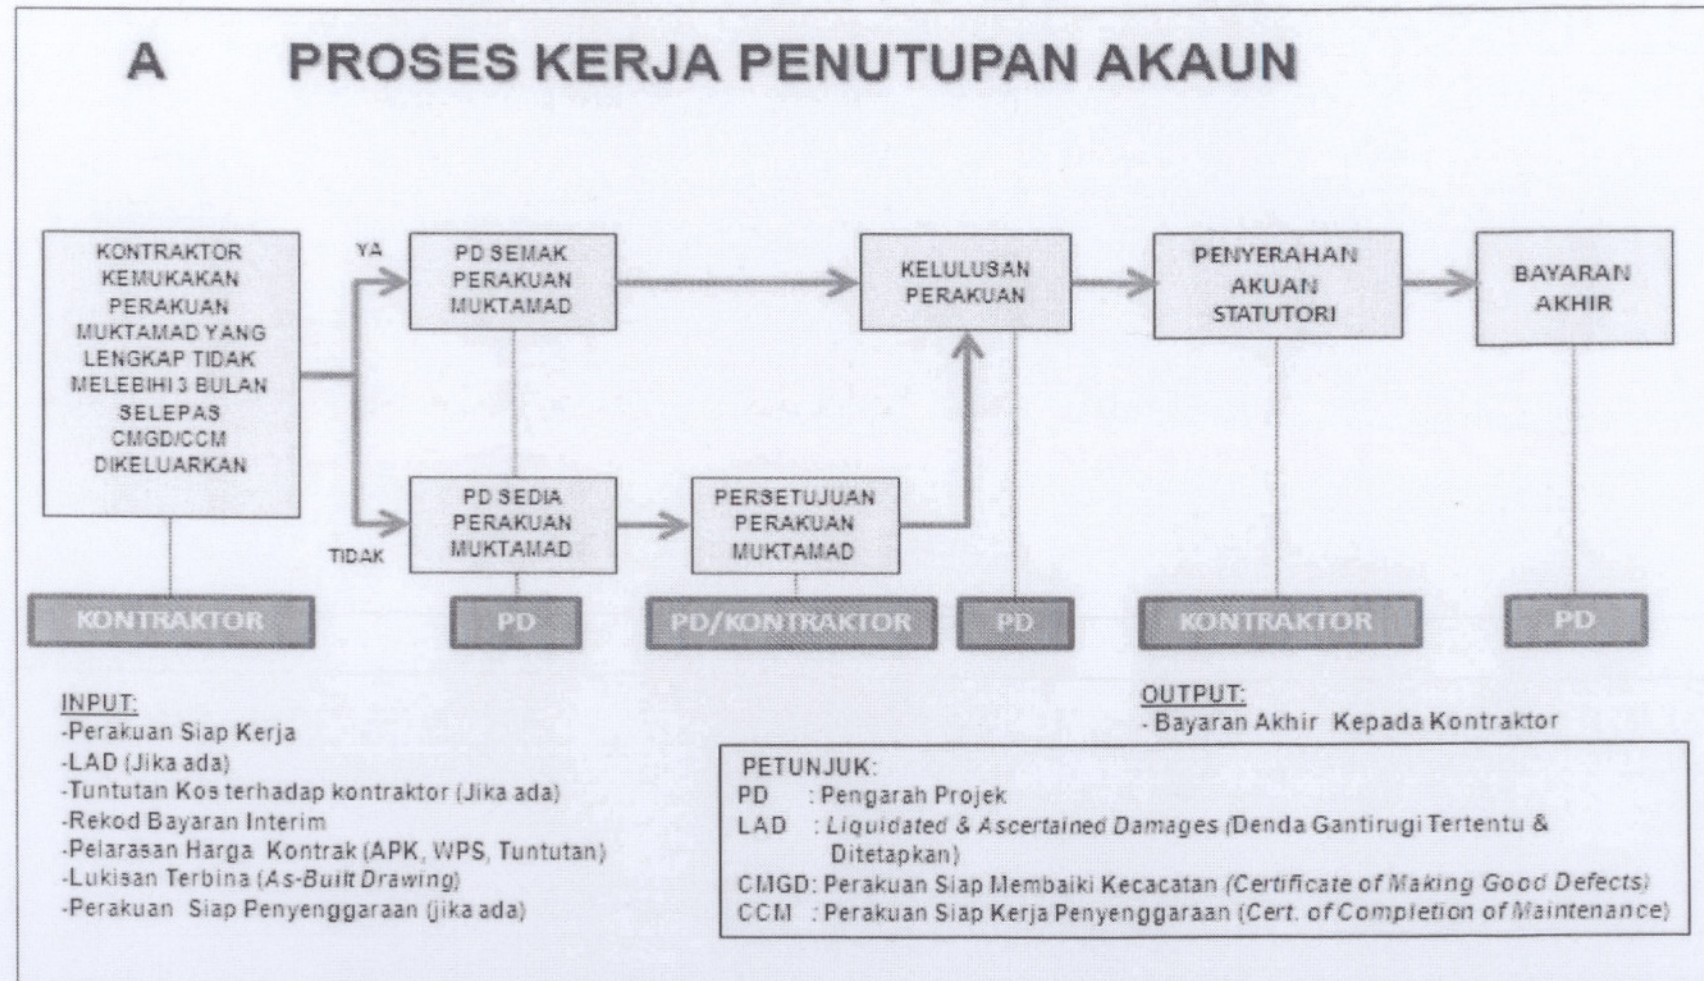 A PROSES KERJA PENUTUPAN AKAUN
KONTRAKTOR
KEMUKAKAN
PERAKUAN
MUKTAMAD YANG
LENGKAP TIDAK
MELEBIHI 3 BULAN
SELEPAS
CMGD/CCM
DIKELUARKAN
YA
TIDAK
PD SEMAK
PERAKUAN
MUKTAMAD
PD SEDIA
PERAKUAN
MUKTAMAD
PERSETUJUAN
PERAKUAN
MUKTAMAD
KELULUSAN
PERAKUAN
PENYERAHAN
AKUAN
STATUTORI
BAYARAN
AKHIR
KONTRAKTOR
PD
PD/KONTRAKTOR
PD
KONTRAKTOR
PD
INPUT:
-Perakuan Siap Kerja
-LAD (Jika ada)
-Tuntutan Kos terhadap kontraktor (Jika ada)
-Rekod Bayaran Interim
-Pelarasan Harga Kontrak (APK, WPS, Tuntutan)
-Lukisan Terbina (As-Built Drawing)
-Perakuan Siap Penyenggaraan (jika ada)
OUTPUT:
- Bayaran Akhir Kepada Kontraktor
PETUNJUK:
PD : Pengarah Projek
LAD : Liquidated & Ascertained Damages (Denda Gantirugi Tertentu &
Ditetapkan)
CMGD: Perakuan Siap Membaiki Kecacatan (Certificate of Making Good Defects)
CCM : Perakuan Siap Kerja Penyenggaraan (Cert. of Completion of Maintenance)